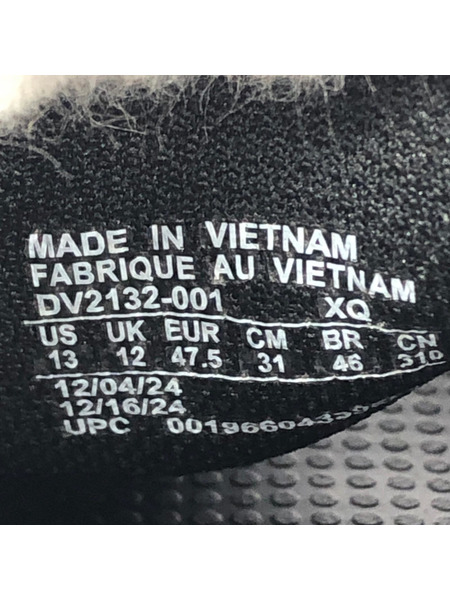 MADE IN VIETNAM
FABRIQUE AU VIETNAM
DV2132-001 XQ
US UK EUR CM BR CN
13 12 47.5 31 46 310
12/04/24
12/16/24
UPC